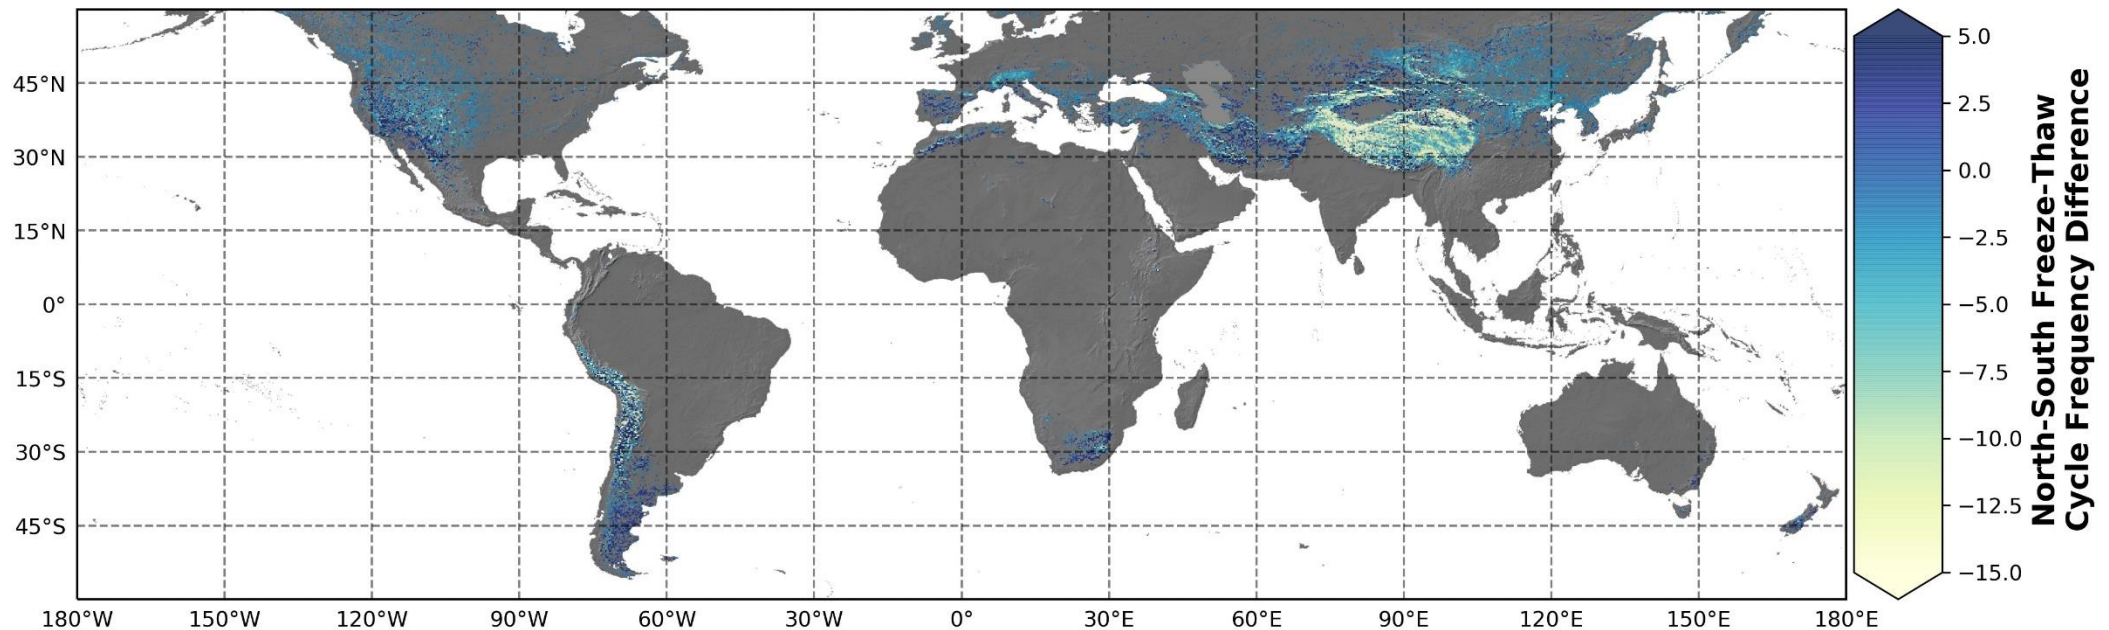 45°N
30°N
15°N
0°
15°S
30°S
45°S
180°W
150°W
120°W
90°W
60°W
30°W
0°
30°E
60°E
90°E
120°E
150°E
180°E
5.0
2.5
0.0
−2.5
−5.0
−7.5
−10.0
−12.5
−15.0
North-South Freeze-Thaw
Cycle Frequency Difference